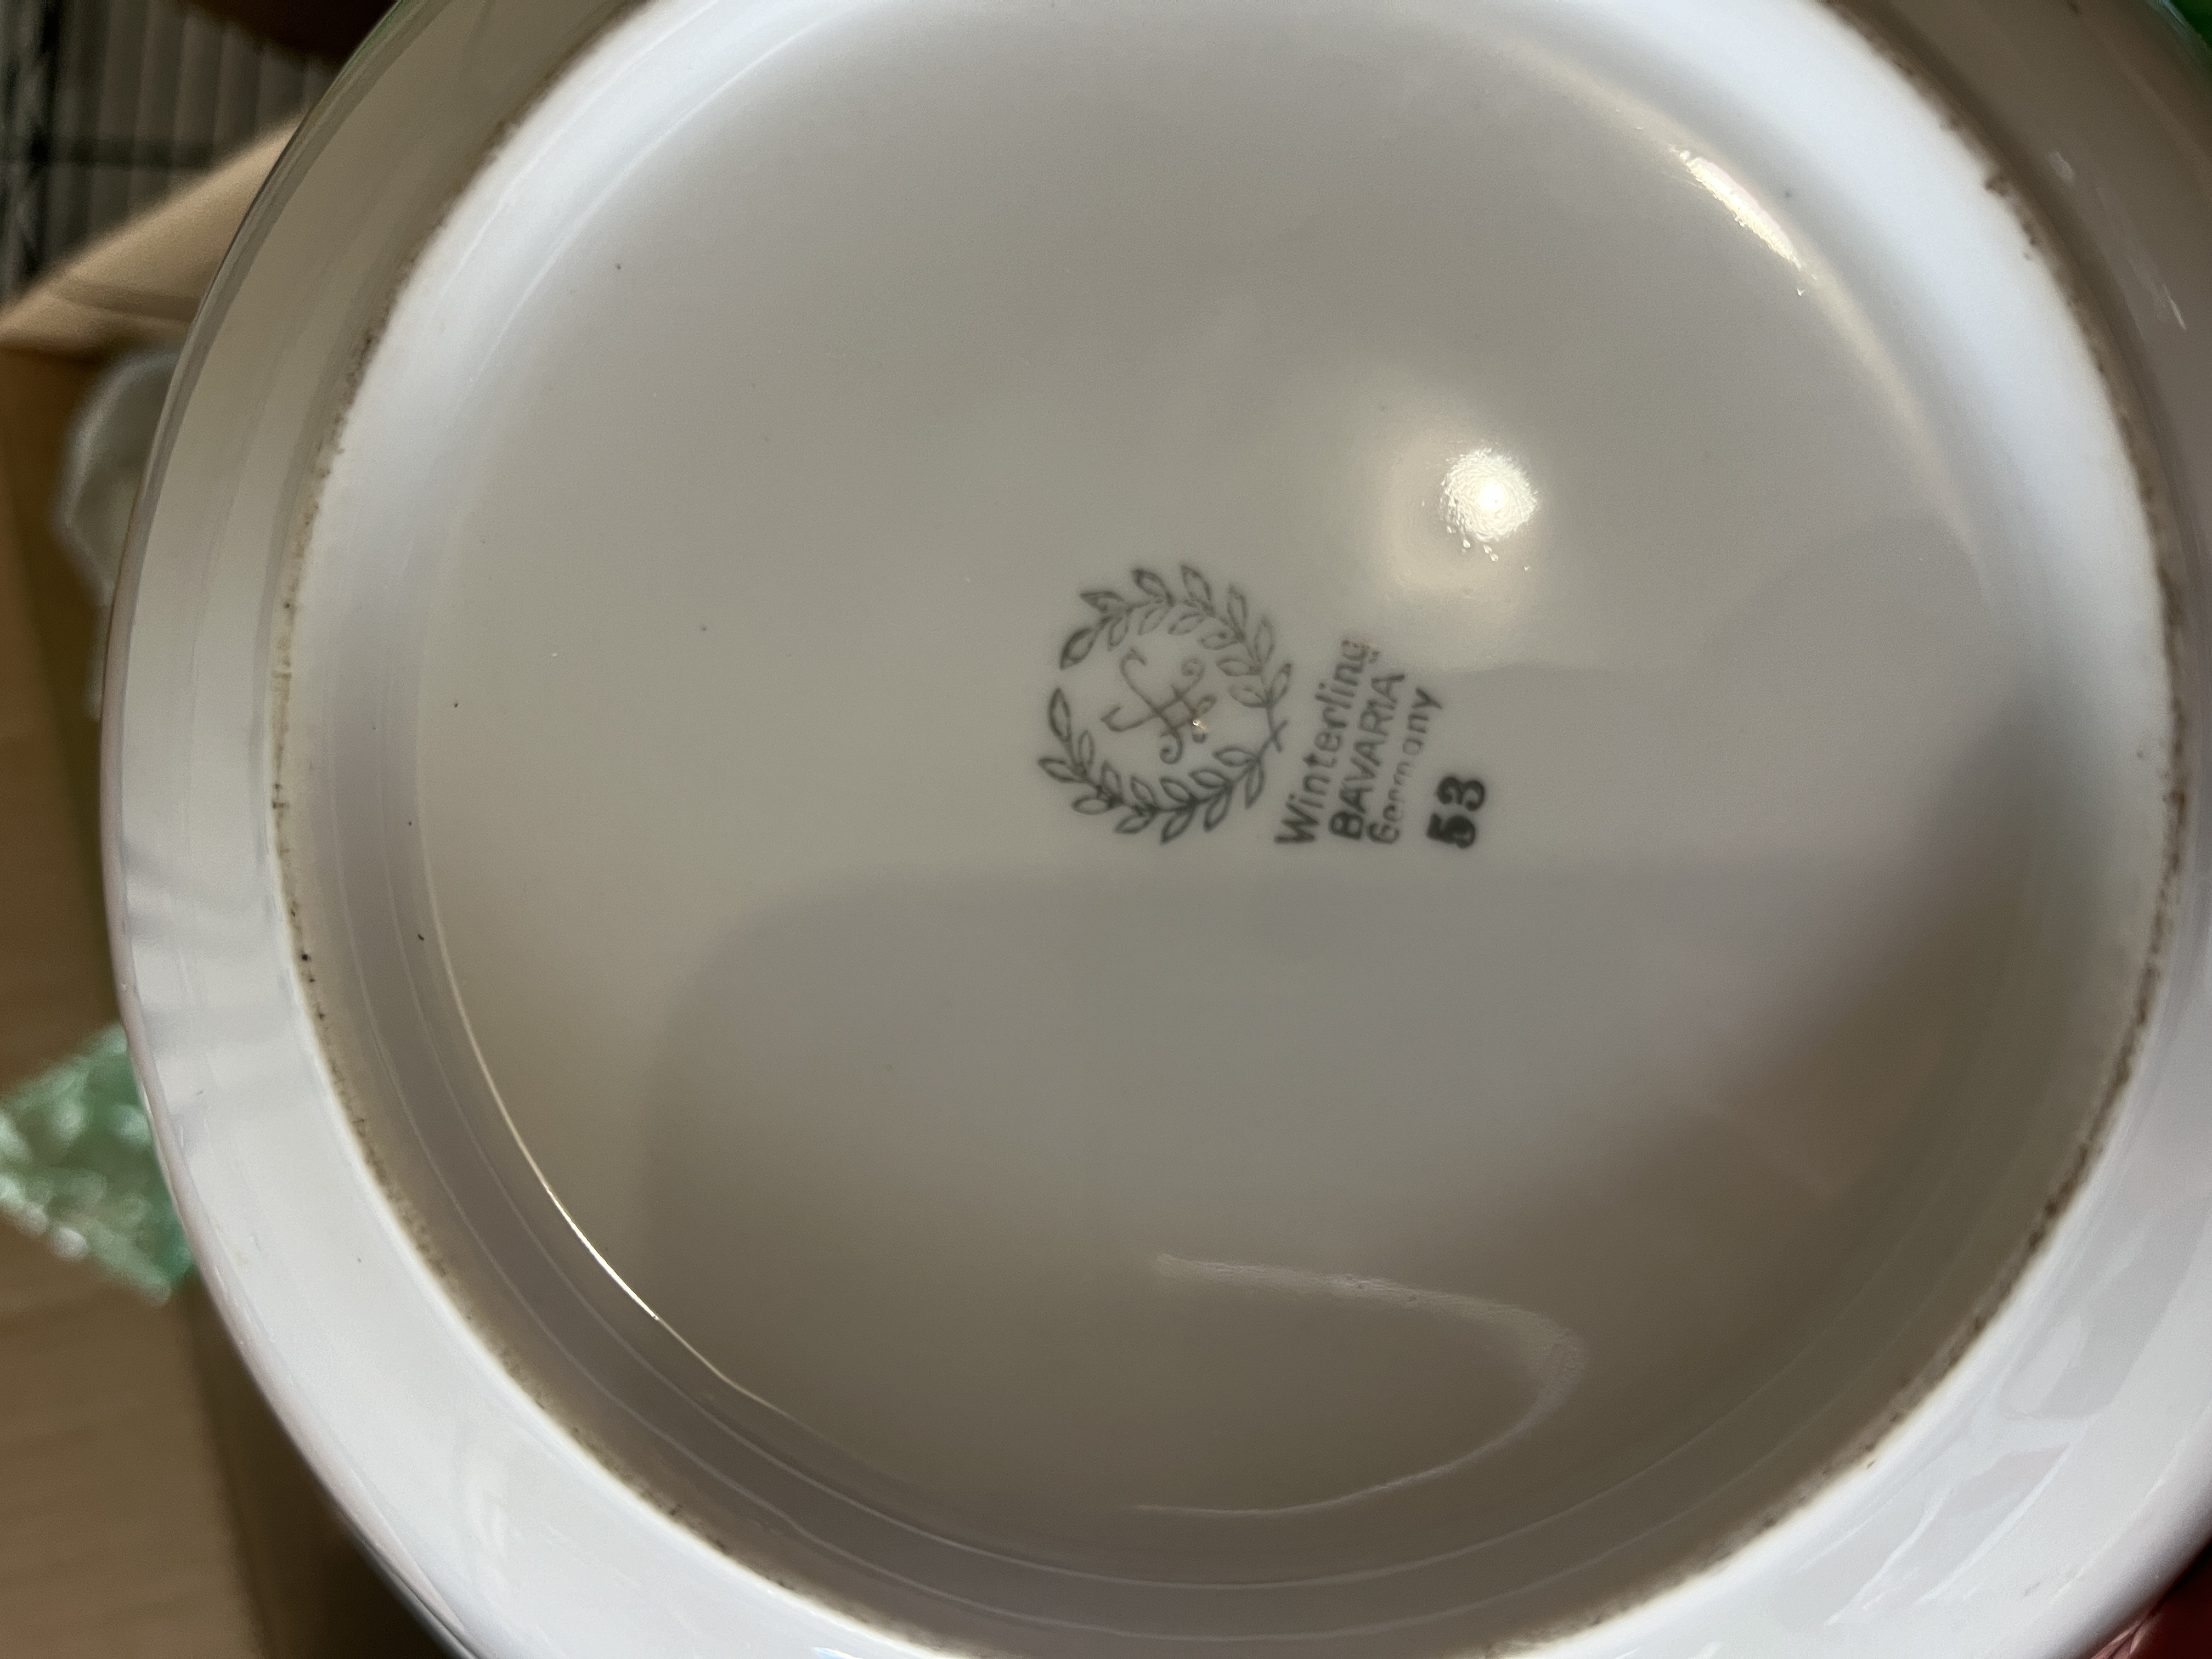 Winterling
BAVARIA
Germany
53